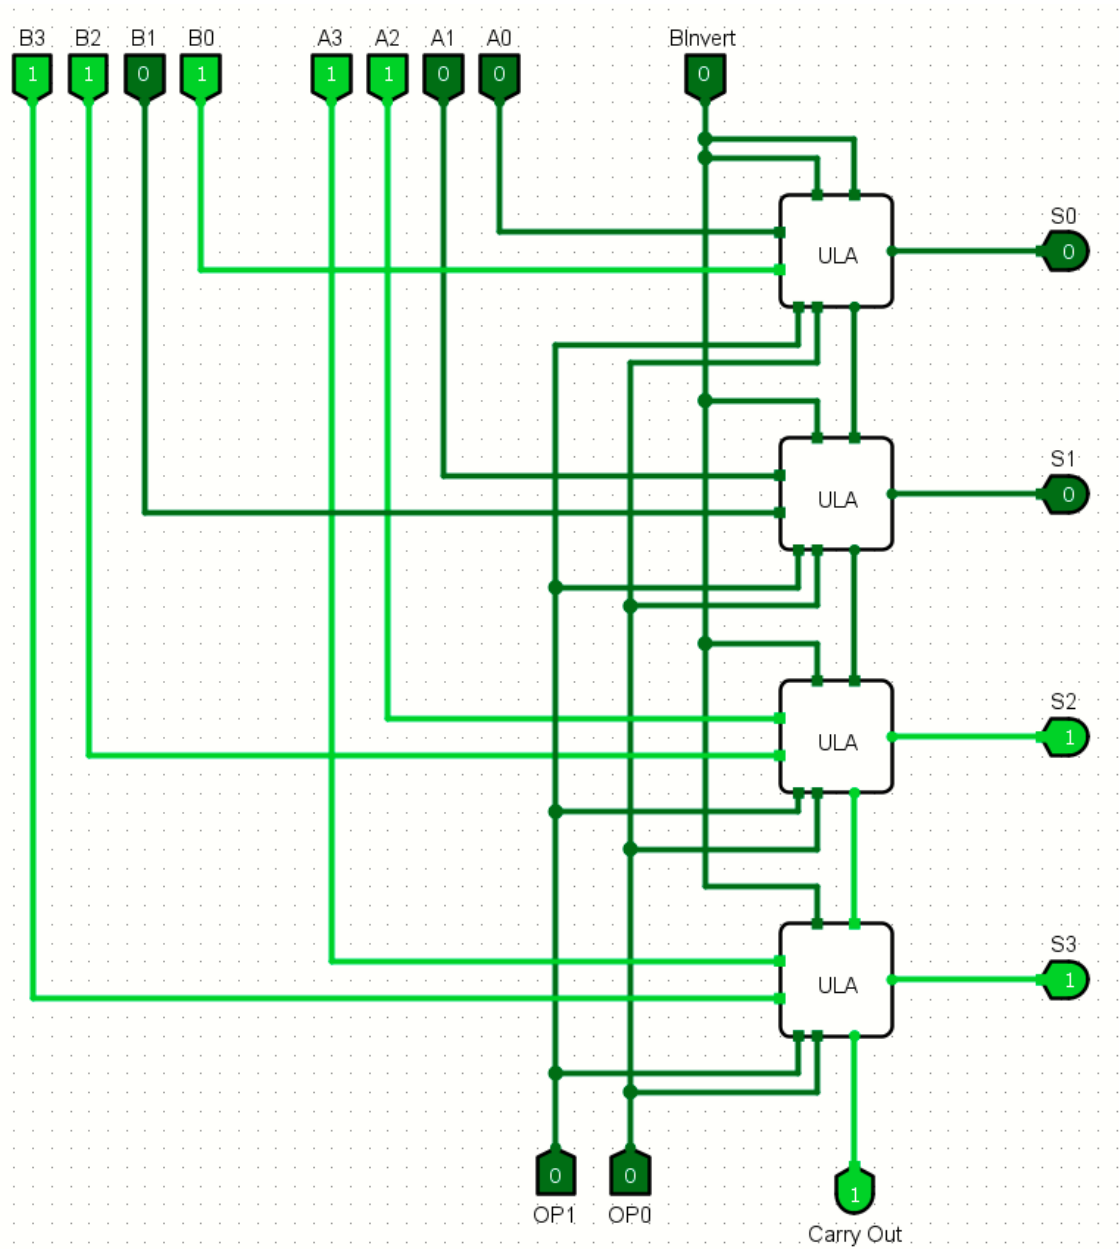 B3 B2 B1 B0 A3 A2 A1 A0 BInvert
1 1 0 1 1 1 0 0 0
S0
ULA 0
S1
ULA 0
S2
ULA 1
S3
ULA 1
0 0 1
OP1 OP0
Carry Out